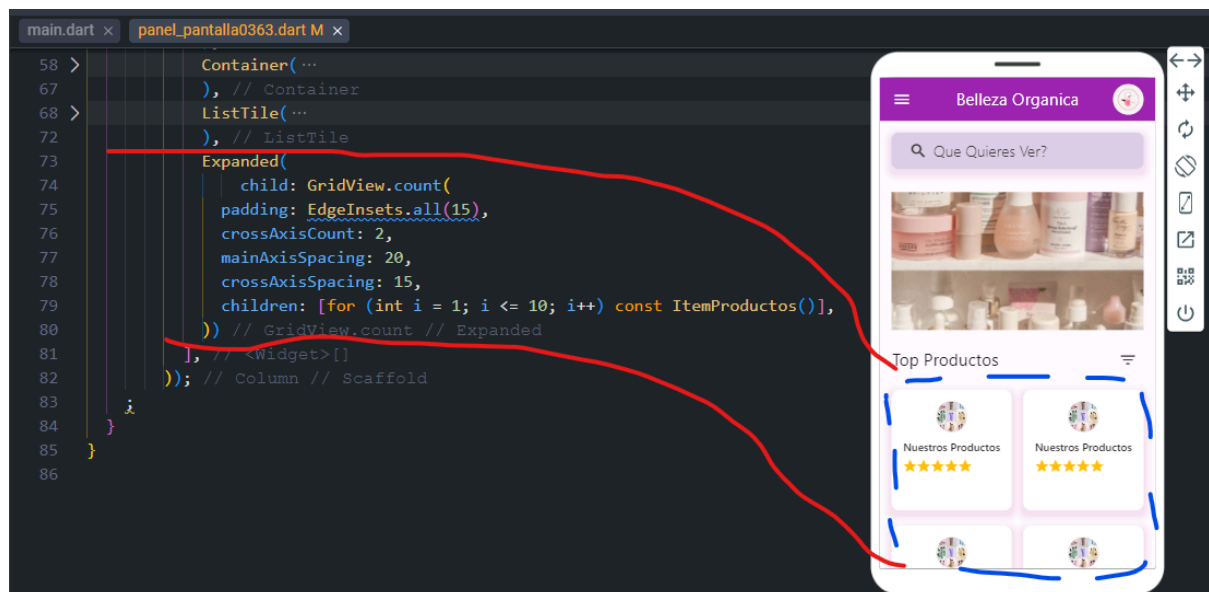 main.dart ×
panel_pantalla0363.dart M ×
58 > Container( ⋯
67 ), // Container
68 > ListTile( ⋯
72 ), // ListTile
73 Expanded(
74 child: GridView.count(
75 padding: EdgeInsets.all(15),
76 crossAxisCount: 2,
77 mainAxisSpacing: 20,
78 crossAxisSpacing: 15,
79 children: [for (int i = 1; i <= 10; i++) const ItemProductos()],
80 )) // GridView.count // Expanded
81 ], // <Widget>[]
82 )); // Column // Scaffold
83 ;
84 }
85 }
86
Belleza Organica
Que Quieres Ver?
Top Productos
Nuestros Productos
Nuestros Productos